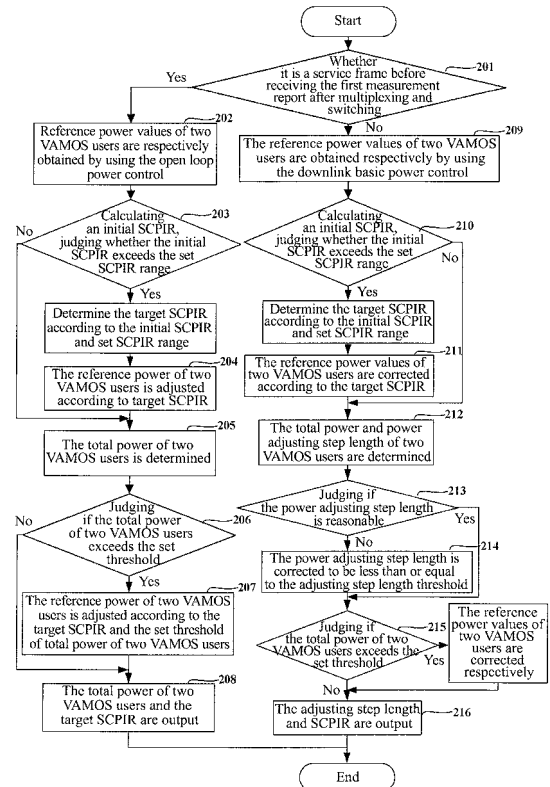 Start
Whether
it is a service frame before
receiving the first measurement
report after multiplexing and
switching
201
Yes
No
202
Reference power values of two
VAMOS users are respectively
obtained by using the open loop
power control
203
Calculating
an initial SCPIR,
judging whether the initial
SCPIR exceeds the set
SCPIR range
No
Yes
Determine the target SCPIR
according to the initial SCPIR
and set SCPIR range
204
The reference power of two
VAMOS users is adjusted
according to target SCPIR
205
The total power of two
VAMOS users is determined
Judging
if the total power
of two VAMOS users
exceeds the set
threshold
206
No
Yes
207
The reference power of two VAMOS
users is adjusted according to the
target SCPIR and the set threshold
of total power of two VAMOS users
208
The total power of two
VAMOS users and the
target SCPIR are output
209
The reference power values of two VAMOS
users are obtained respectively by using
the downlink basic power control
210
Calculating
an initial SCPIR,
judging whether the initial
SCPIR exceeds the set
SCPIR range
No
Yes
Determine the target SCPIR
according to the initial SCPIR
and set SCPIR range
211
The reference power values of
two VAMOS users are corrected
according to the target SCPIR
212
The total power and power
adjusting step length of two
VAMOS users are determined
213
Judging if
the power adjusting step length
is reasonable
Yes
No
214
The power adjusting step length is
corrected to be less than or equal
to the adjusting step length threshold
215
Judging if
the total power of two
VAMOS users exceeds the
set threshold
Yes
No
The reference
power values of
two VAMOS
users are
corrected
respcctively
The adjusting step length
and SCPIR are output
216
End